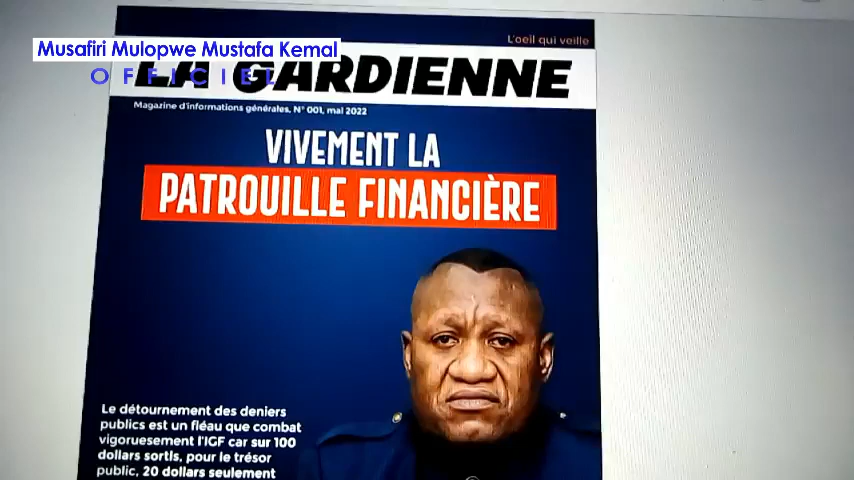 L'oeil qui veille
Musafiri Mulopwe Mustafa Kemal
OFFICIEL
LA GARDIENNE
Magazine d'informations générales, N° 001, mai 2022
VIVEMENT LA
PATROUILLE FINANCIÈRE
Le détournement des deniers
publics est un fléau que combat
vigoruesement l'IGF car sur 100
dollars sortis, pour le trésor
public, 20 dollars seulement